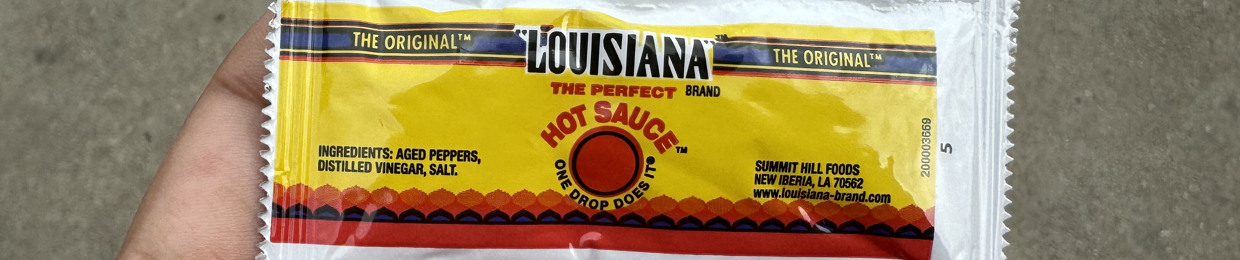 THE ORIGINAL™
"LOUISIANA"™
THE ORIGINAL™
THE PERFECT BRAND
HOT SAUCE™
ONE DROP DOES IT®
INGREDIENTS: AGED PEPPERS,
DISTILLED VINEGAR, SALT.
SUMMIT HILL FOODS
NEW IBERIA, LA 70562
www.louisiana-brand.com
200003669
5